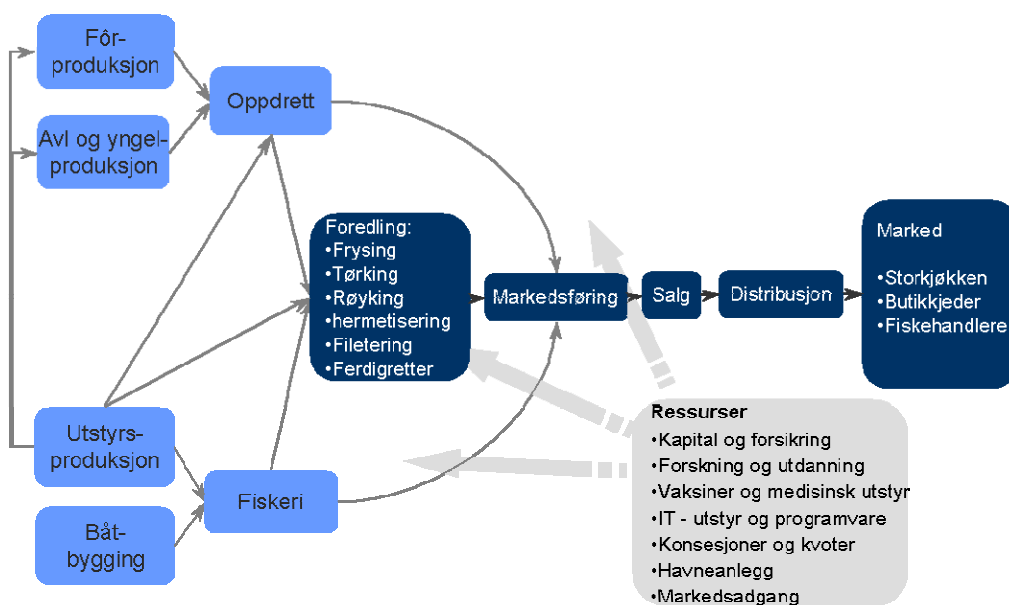 Fôr-
produksjon
Avl og yngel-
produksjon
Oppdrett
Utstyrs-
produksjon
Båt-
bygging
Fiskeri
Foredling:
•Frysing
•Tørking
•Røyking
•hermetisering
•Filetering
•Ferdigretter
Markedsføring
Salg
Distribusjon
Marked
•Storkjøkken
•Butikkjeder
•Fiskehandlere
Ressurser
•Kapital og forsikring
•Forskning og utdanning
•Vaksiner og medisinsk utstyr
•IT - utstyr og programvare
•Konsesjoner og kvoter
•Havneanlegg
•Markedsadgang